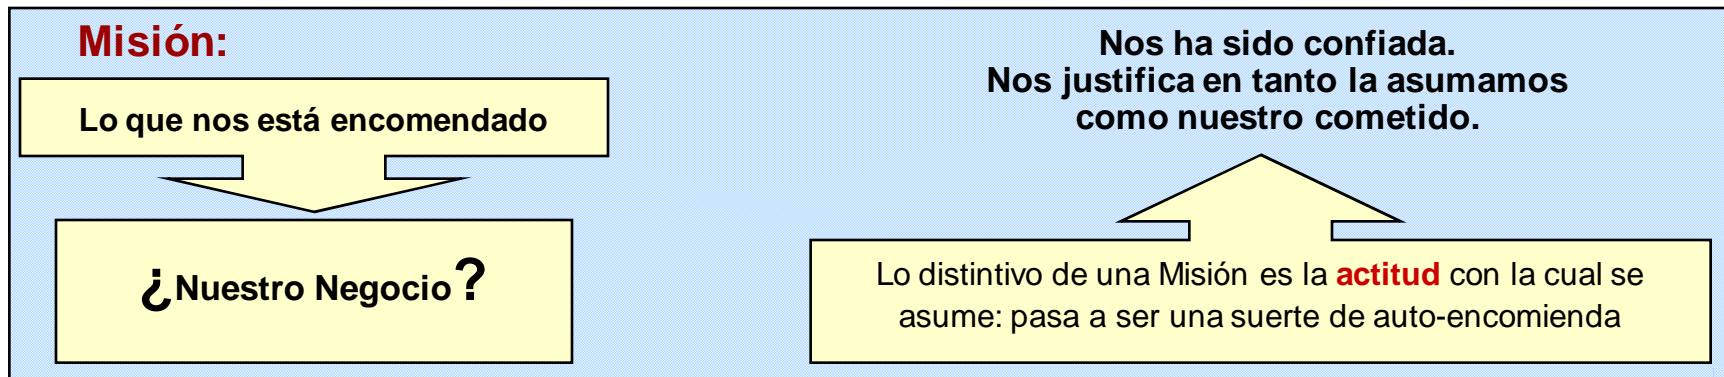 Misión:
Lo que nos está encomendado
¿Nuestro Negocio?
Nos ha sido confiada.
Nos justifica en tanto la asumamos
como nuestro cometido.
Lo distintivo de una Misión es la actitud con la cual se
asume: pasa a ser una suerte de auto-encomienda